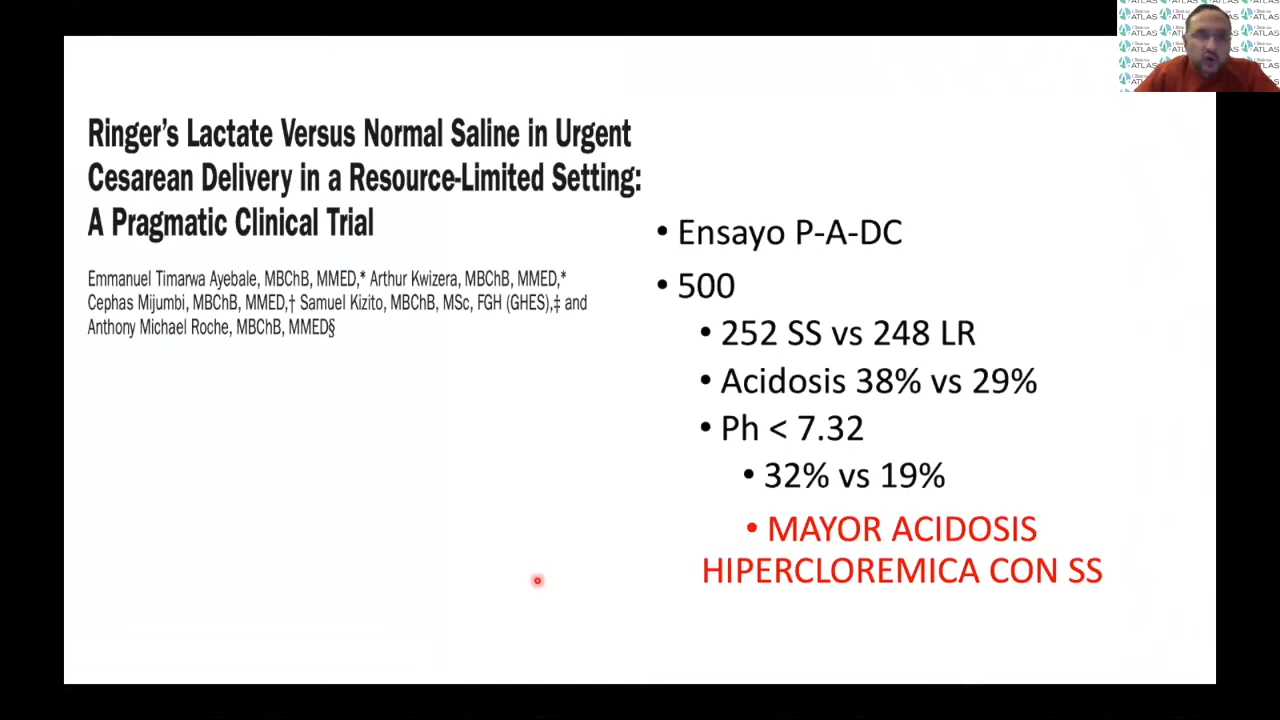 Ringer's Lactate Versus Normal Saline in Urgent
Cesarean Delivery in a Resource-Limited Setting:
A Pragmatic Clinical Trial
Emmanuel Timarwa Ayebale, MBChB, MMED,* Arthur Kwizera, MBChB, MMED,*
Cephas Mijumbi, MBChB, MMED,† Samuel Kizito, MBChB, MSc, FGH (GHES),‡ and
Anthony Michael Roche, MBChB, MMED§
• Ensayo P-A-DC
• 500
• 252 SS vs 248 LR
• Acidosis 38% vs 29%
• Ph < 7.32
• 32% vs 19%
• MAYOR ACIDOSIS
HIPERCLOREMICA CON SS
ATLAS